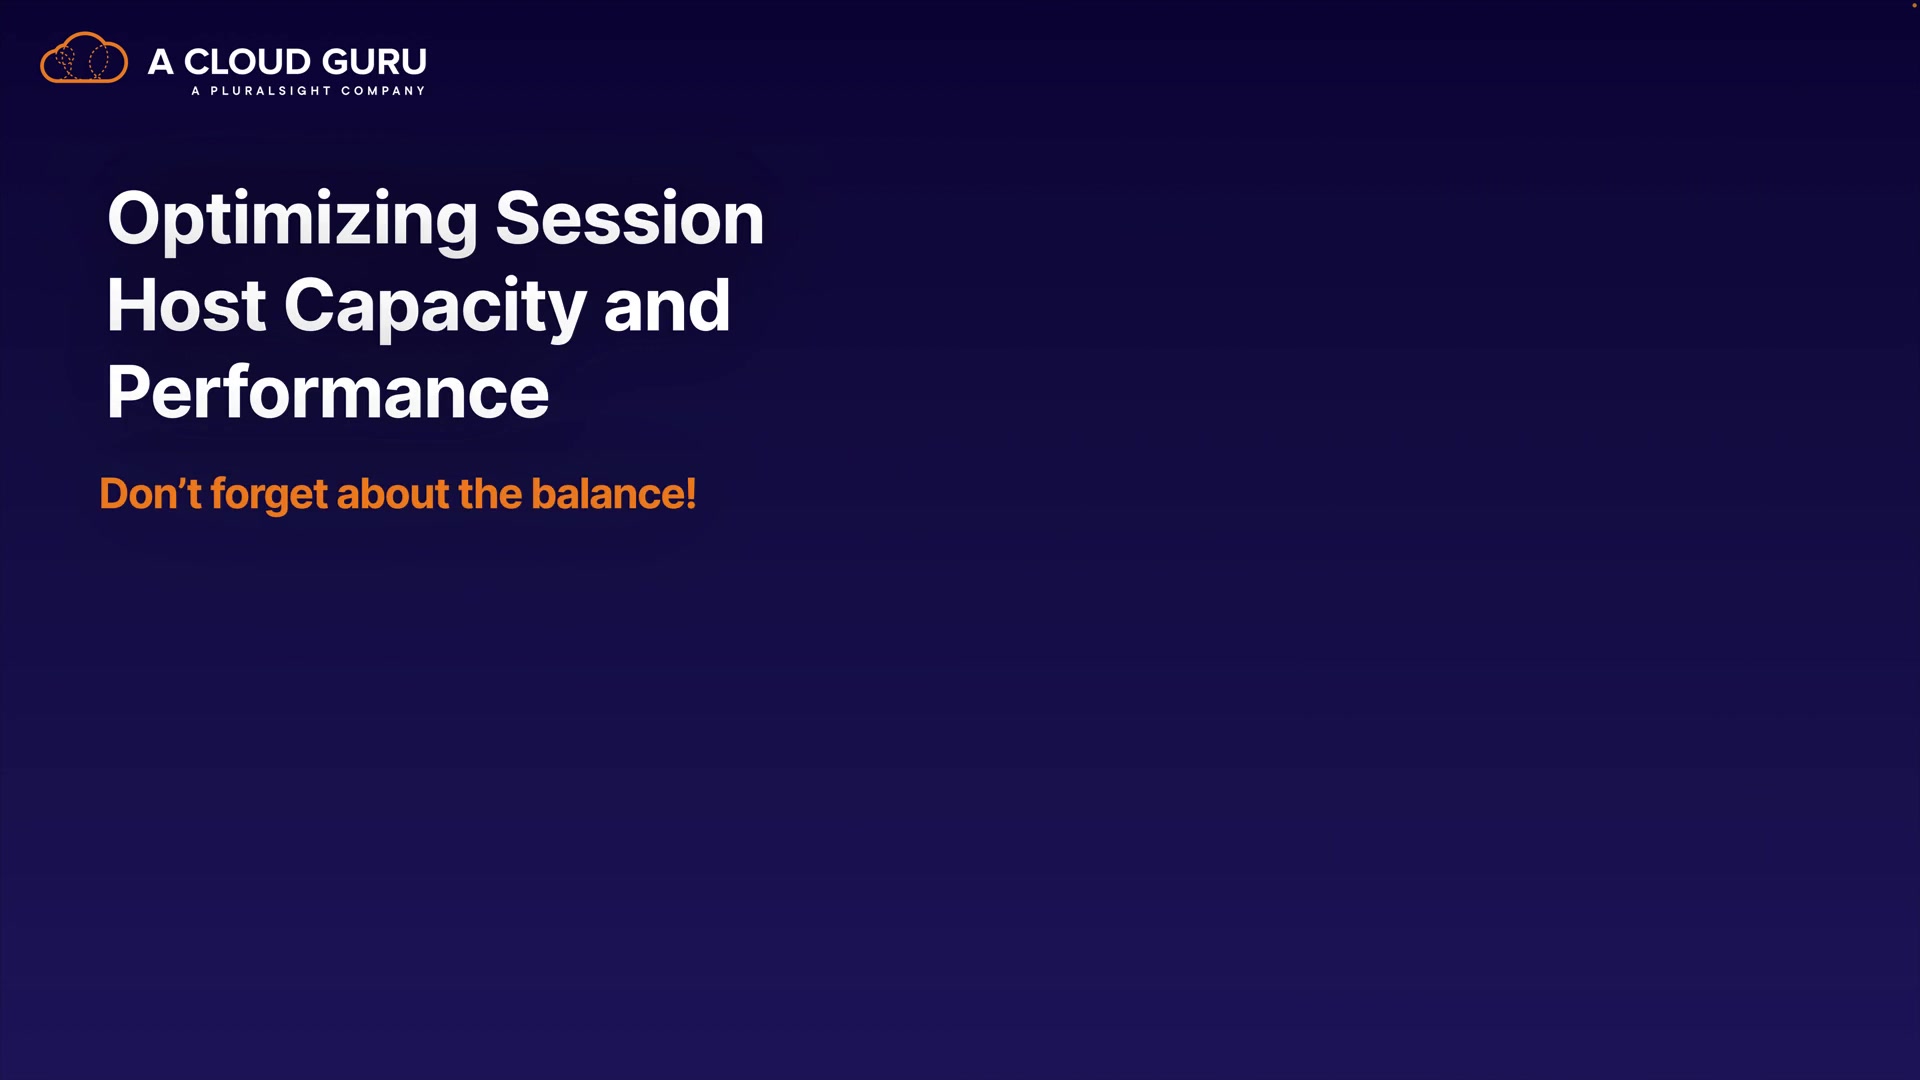 A CLOUD GURU
A PLURALSIGHT COMPANY
Optimizing Session
Host Capacity and
Performance
Don’t forget about the balance!